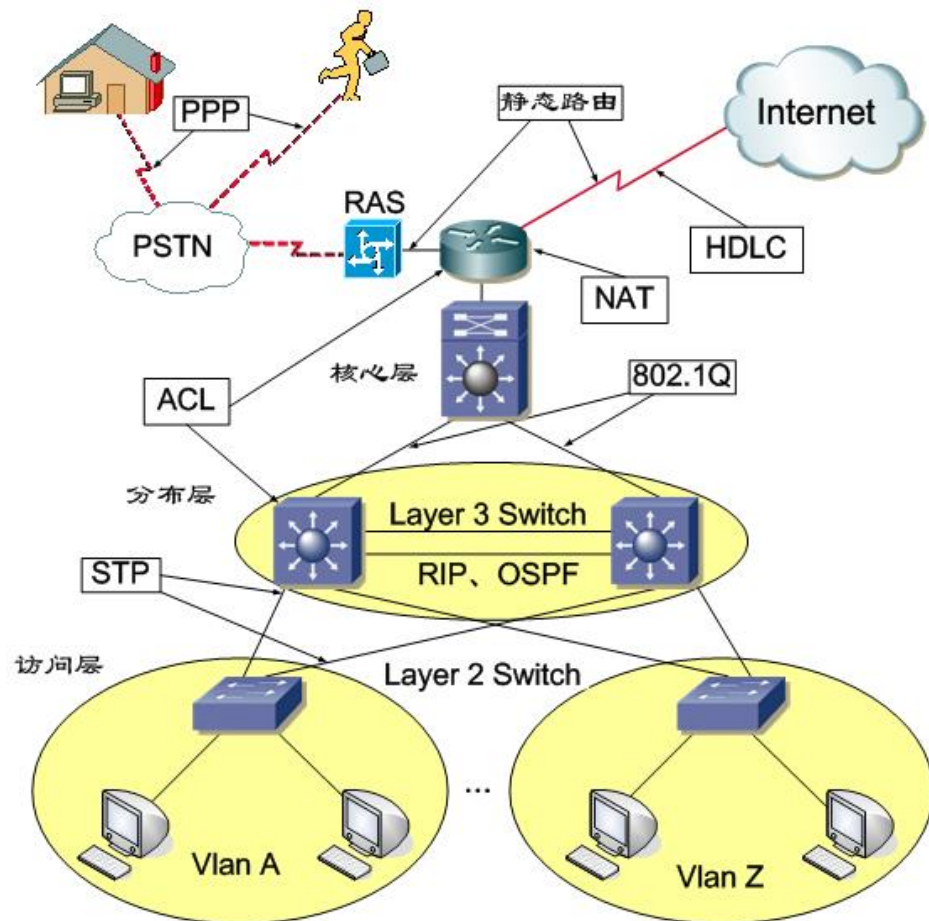 PPP
静态路由
Internet
RAS
PSTN
HDLC
NAT
核心层
802.1Q
ACL
分布层
Layer 3 Switch
RIP、OSPF
STP
访问层
Layer 2 Switch
...
Vlan A
Vlan Z